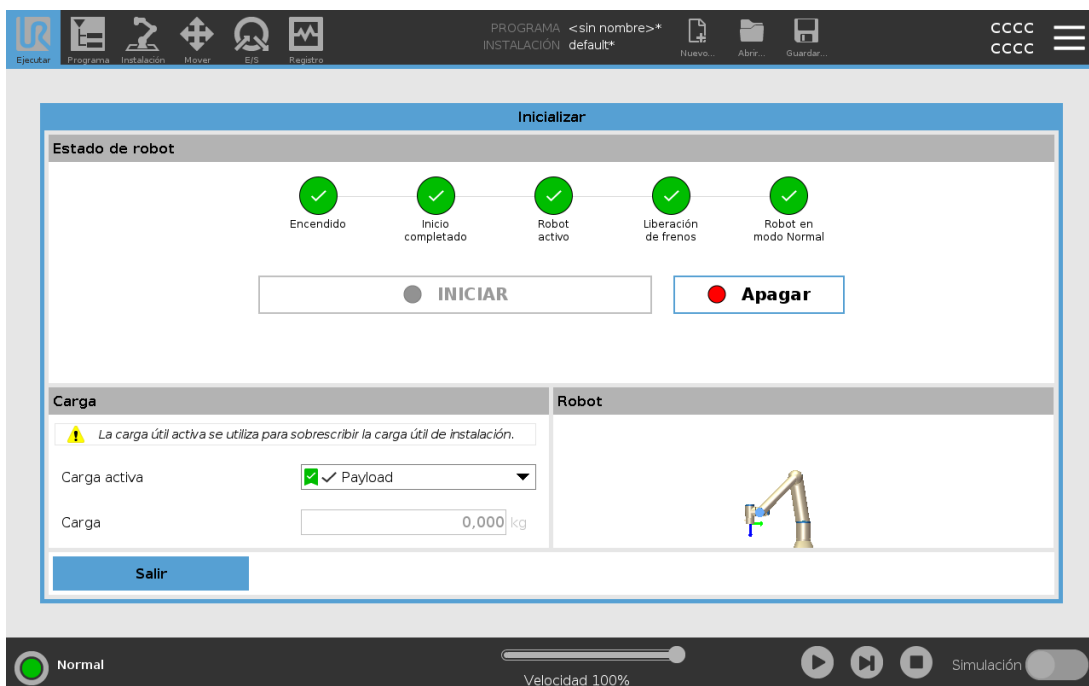 UR
PROGRAMA <sin nombre>*
INSTALACIÓN default*
CCCC
CCCC
Ejecutar Programa Instalación Mover E/S Registro Nuevo... Abrir... Guardar...
Inicializar
Estado de robot
Encendido
Inicio
completado
Robot
activo
Liberación
de frenos
Robot en
modo Normal
INICIAR
Apagar
Carga
Robot
La carga útil activa se utiliza para sobrescribir la carga útil de instalación.
Carga activa
Payload
Carga
0,000 kg
Salir
Normal
Velocidad 100%
Simulación